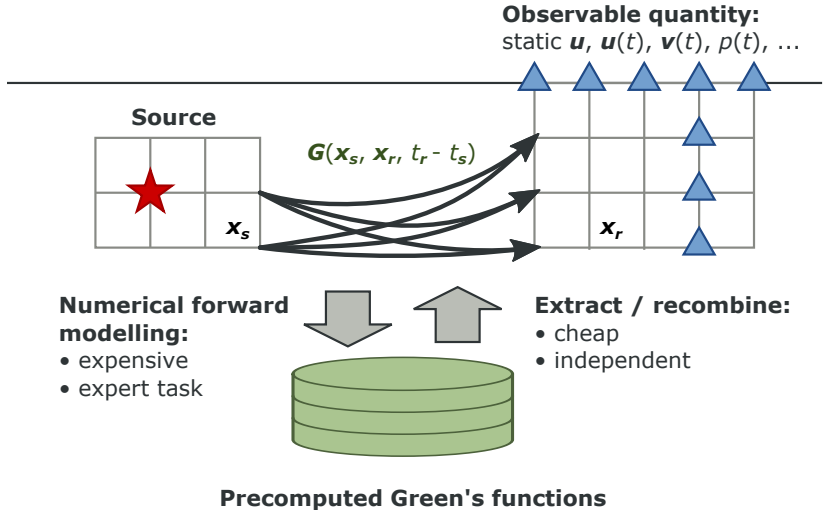 Observable quantity:
static u, u(t), v(t), p(t), ...
Source
G(xs, xr, tr - ts)
xs
xr
Numerical forward
modelling:
• expensive
• expert task
Extract / recombine:
• cheap
• independent
Precomputed Green's functions